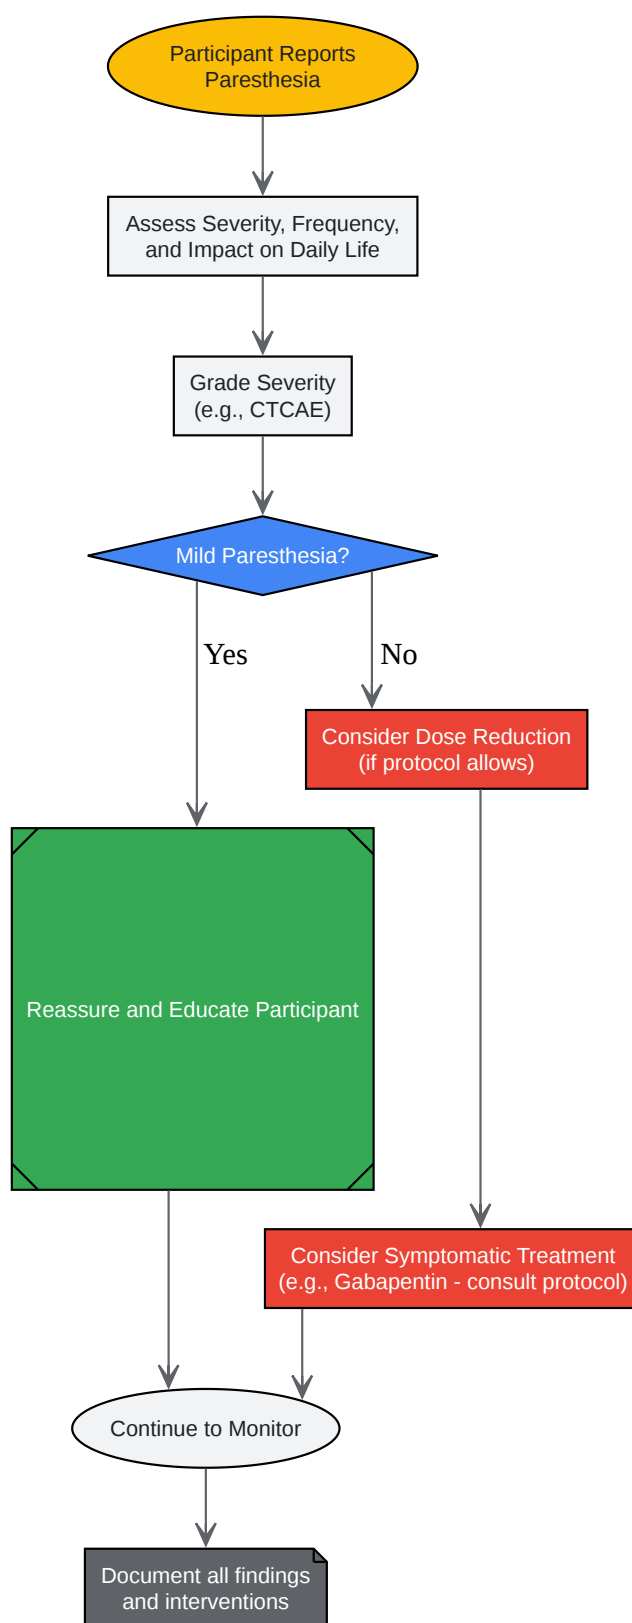 Participant Reports
Paresthesia
Assess Severity, Frequency,
and Impact on Daily Life
Grade Severity
(e.g., CTCAE)
Mild Paresthesia?
Yes
No
Consider Dose Reduction
(if protocol allows)
Reassure and Educate Participant
Consider Symptomatic Treatment
(e.g., Gabapentin - consult protocol)
Continue to Monitor
Document all findings
and interventions